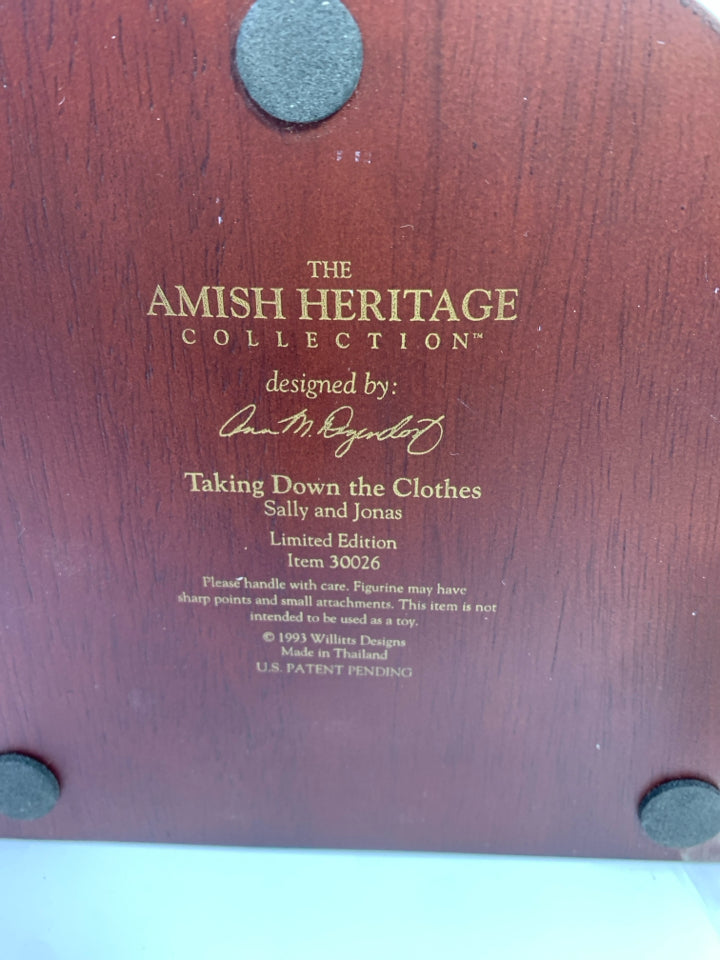 THE
AMISH HERITAGE
COLLECTION™
designed by:
Ann M. Dezendorf
Taking Down the Clothes
Sally and Jonas
Limited Edition
Item 30026
Please handle with care. Figurine may have
sharp points and small attachments. This item is not
intended to be used as a toy.
© 1993 Willitts Designs
Made in Thailand
U.S. PATENT PENDING